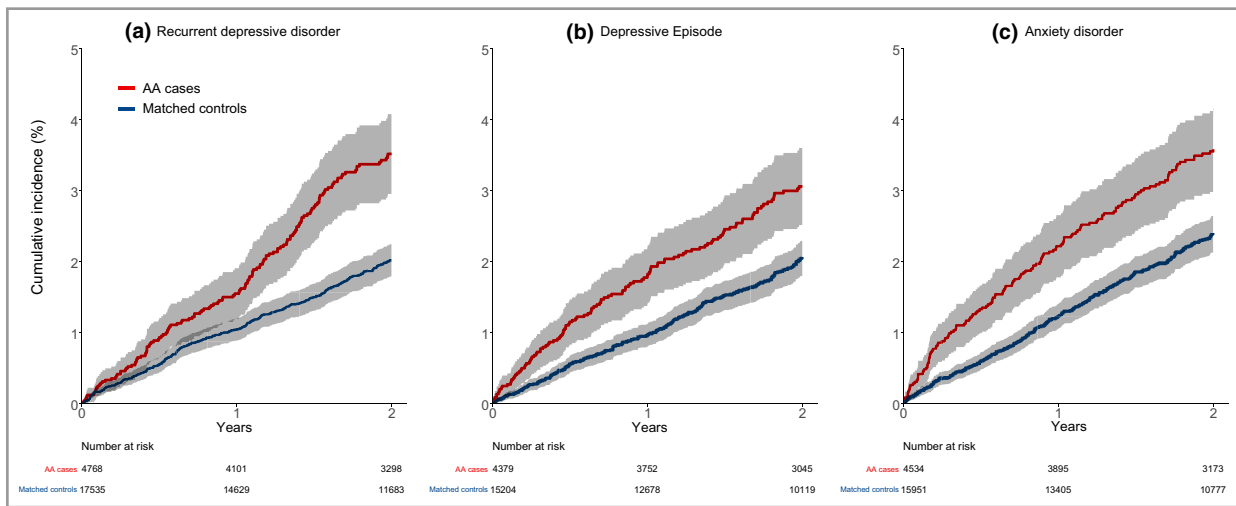 (a) Recurrent depressive disorder
(b) Depressive Episode
(c) Anxiety disorder
Cumulative incidence (%)
AA cases
Matched controls
5
4
3
2
1
0
0 1 2
Years
5
4
3
2
1
0
0 1 2
Years
5
4
3
2
1
0
0 1 2
Years
Number at risk
AA cases 4768 4101 3298
Matched controls 17535 14629 11683
Number at risk
AA cases 4379 3752 3045
Matched controls 15204 12678 10119
Number at risk
AA cases 4534 3895 3173
Matched controls 15951 13405 10777